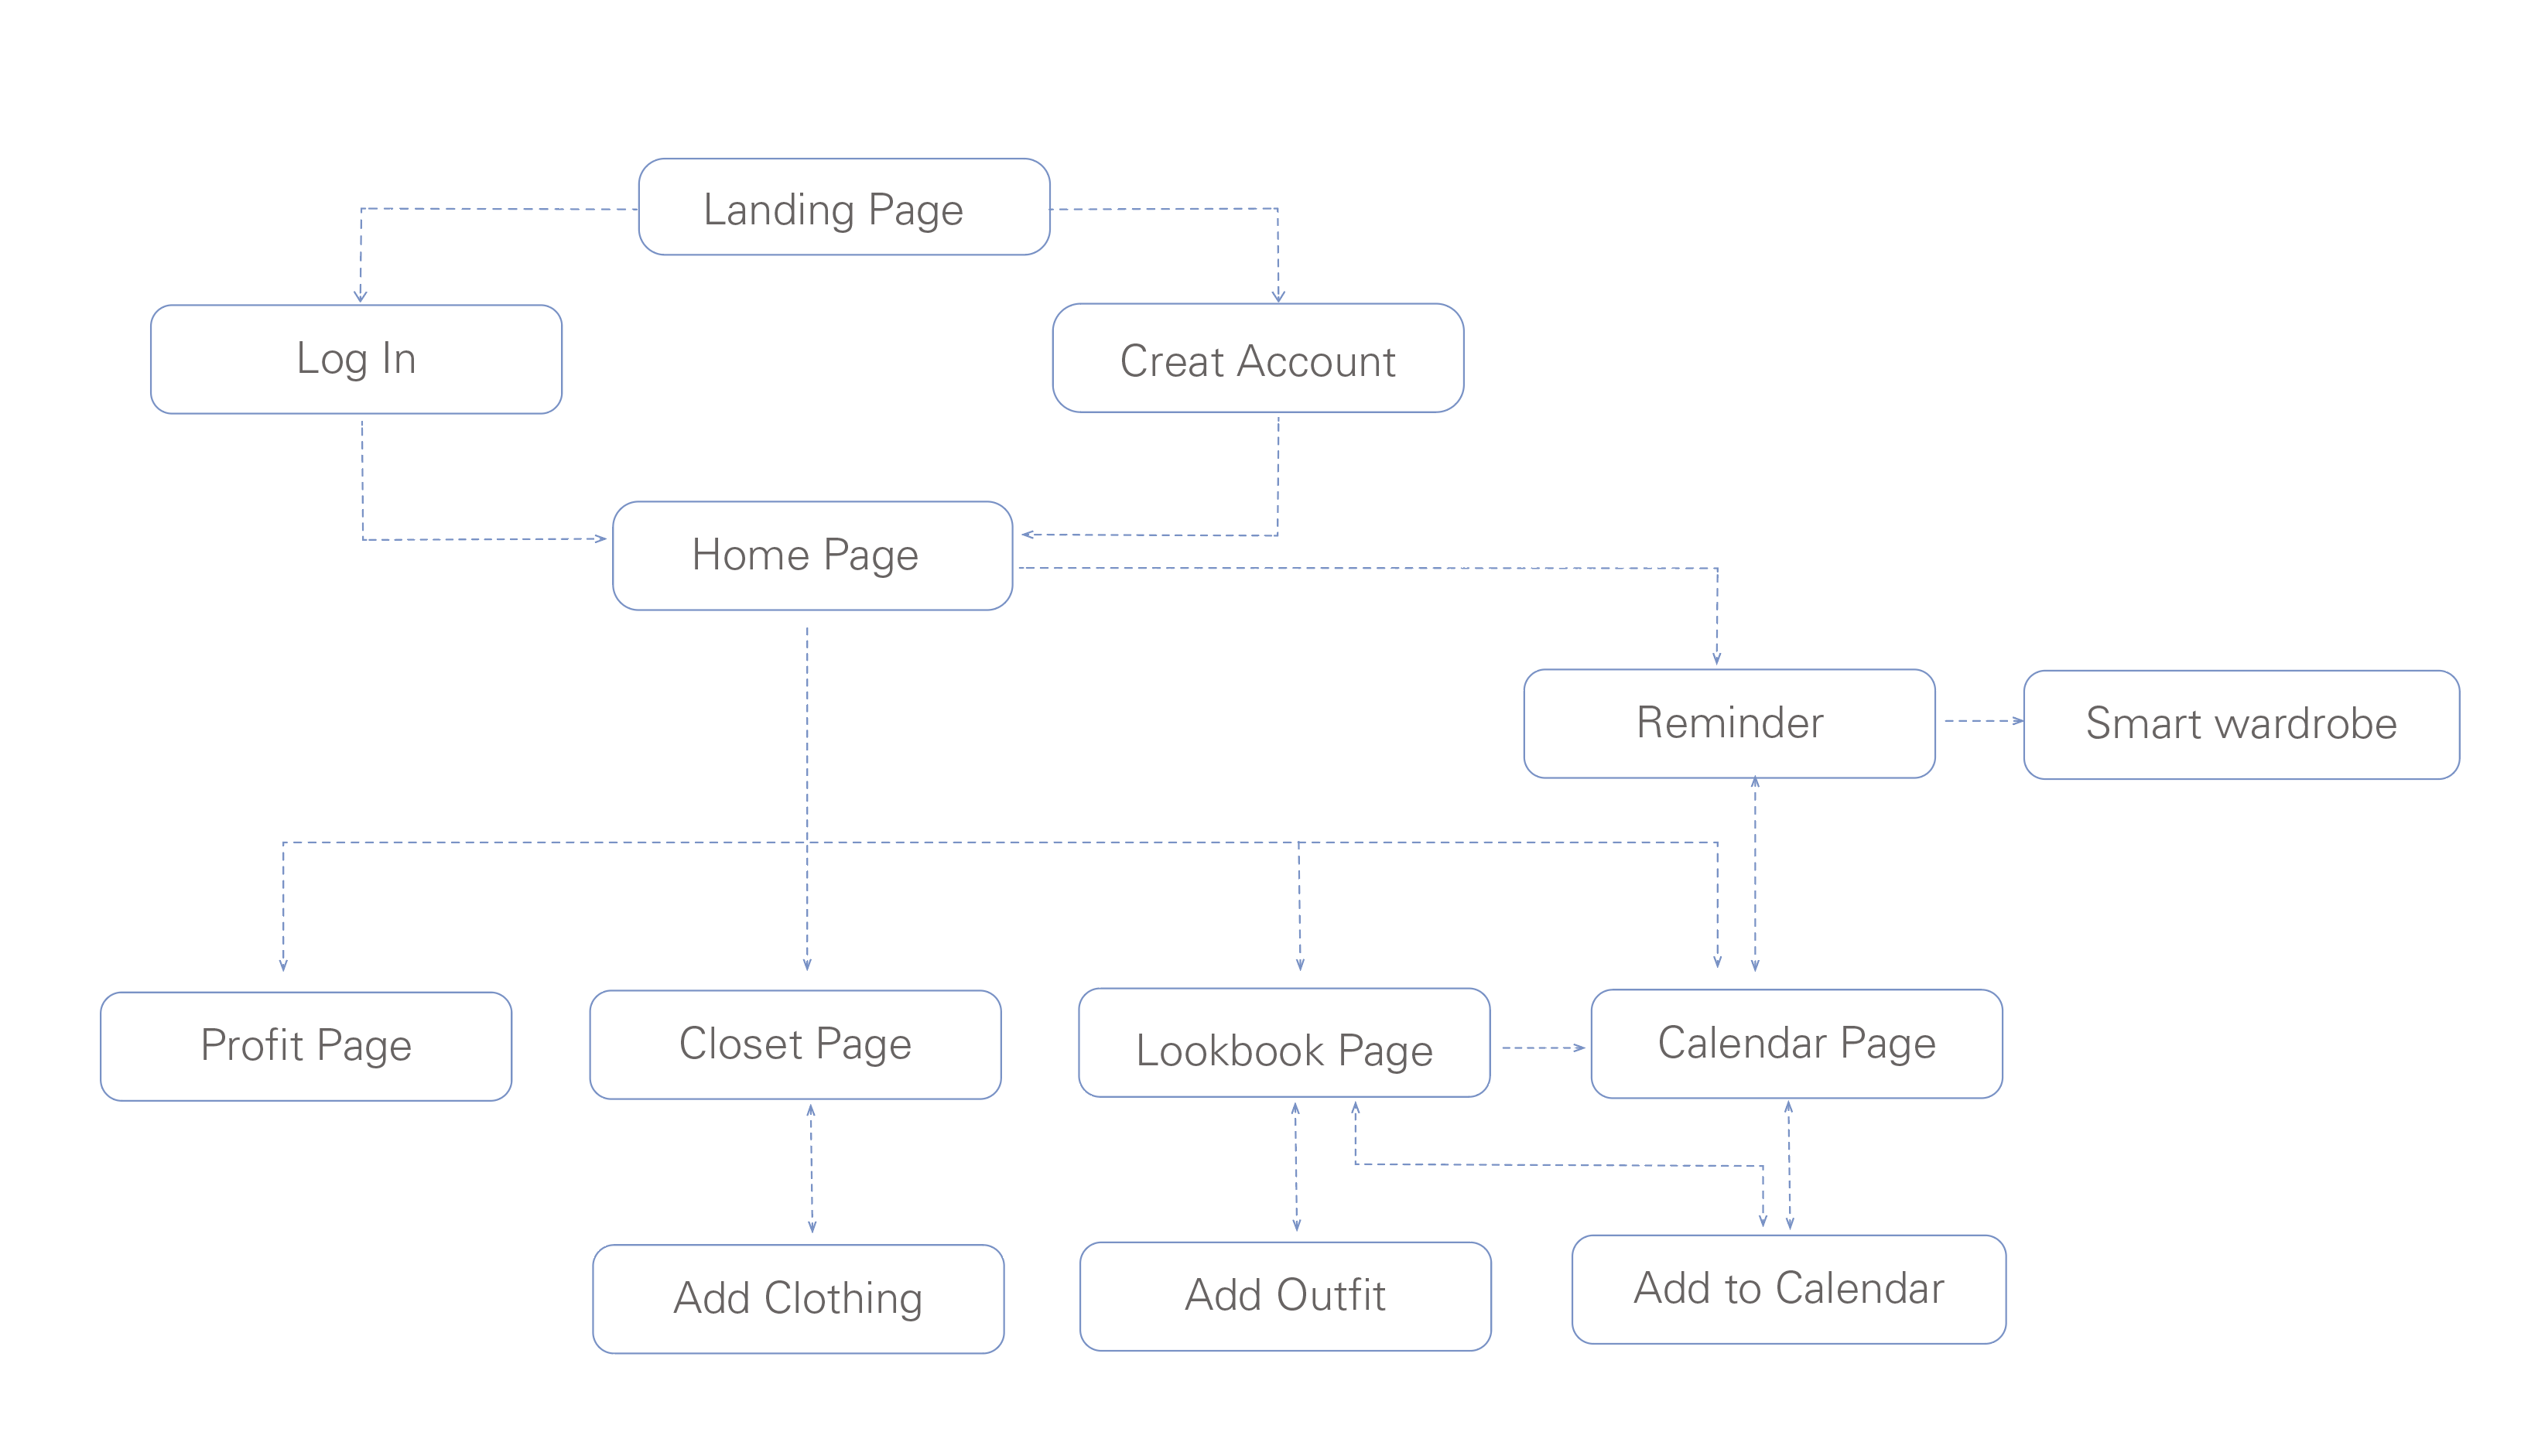 Landing Page
Log In
Creat Account
Home Page
Reminder
Smart wardrobe
Profit Page
Closet Page
Lookbook Page
Calendar Page
Add Clothing
Add Outfit
Add to Calendar